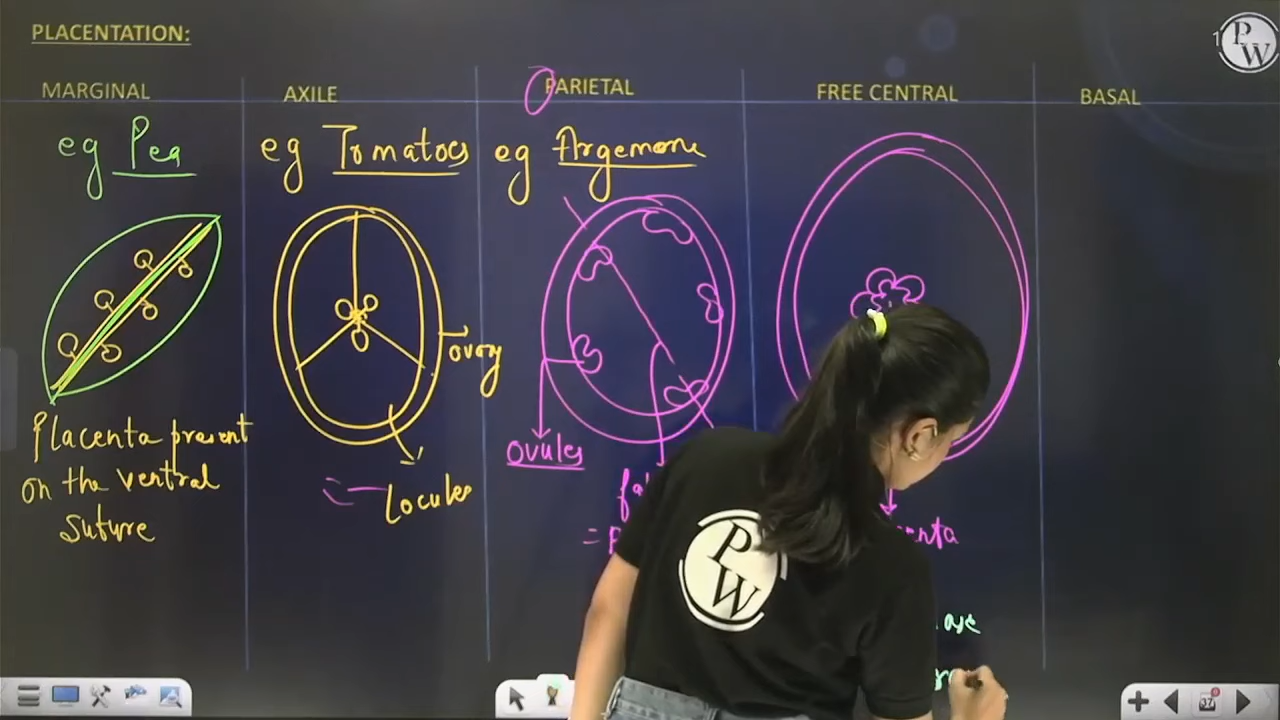 PLACENTATION:
MARGINAL
AXILE
PARIETAL
FREE CENTRAL
BASAL
eg Pea
eg Tomatoes
eg Argemone
Placenta present
on the ventral
suture
ovary
Locules
ovules
P W
P
W